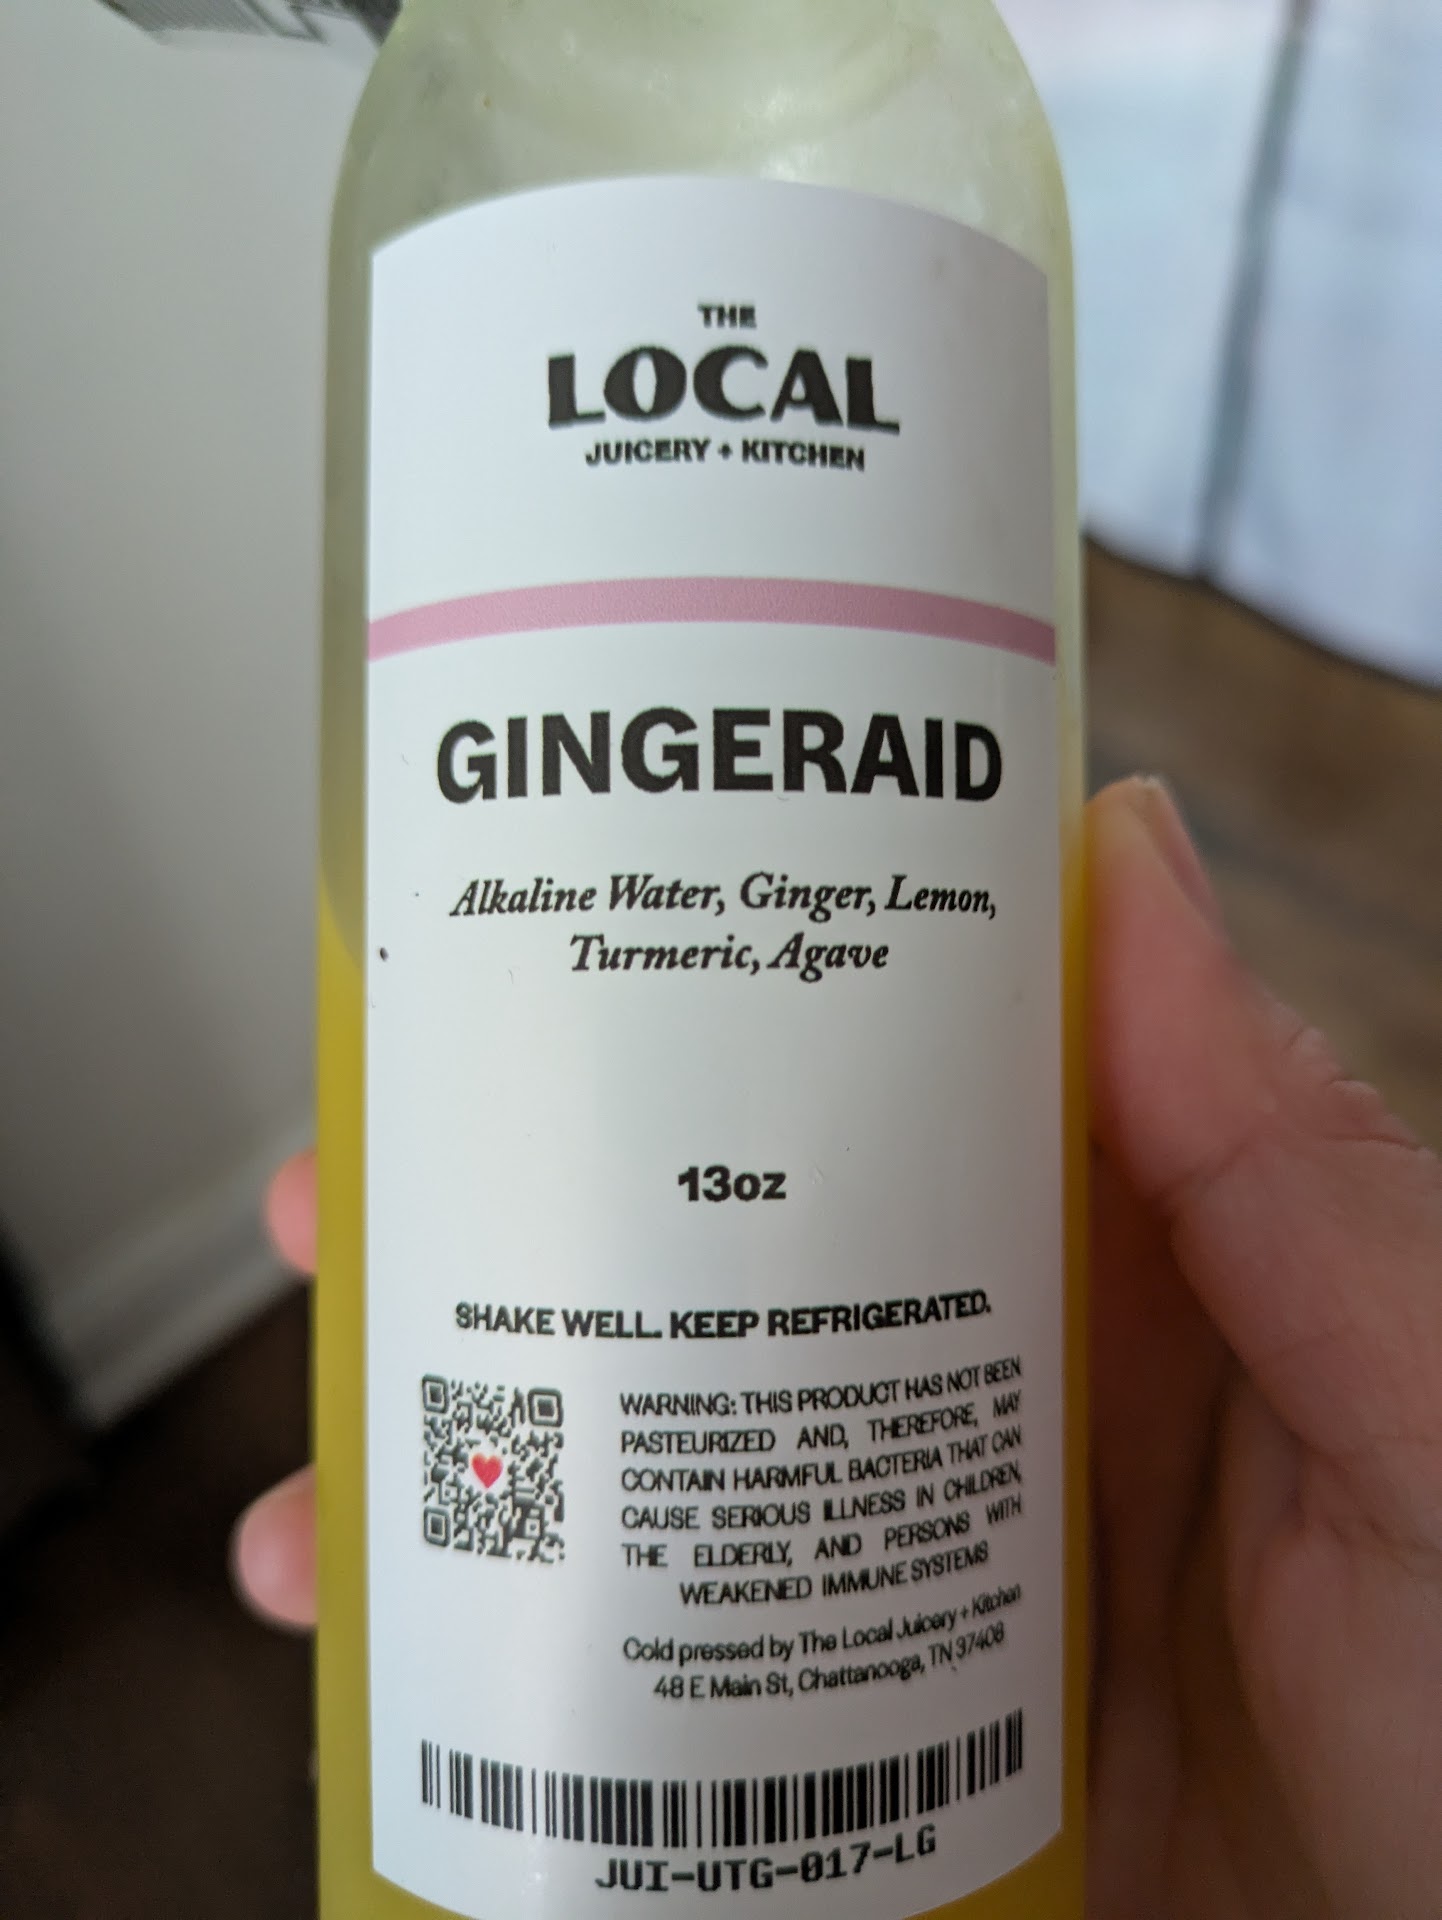 THE
LOCAL
JUICERY + KITCHEN
GINGERAID
Alkaline Water, Ginger, Lemon,
Turmeric, Agave
13oz
SHAKE WELL. KEEP REFRIGERATED.
WARNING: THIS PRODUCT HAS NOT BEEN
PASTEURIZED AND, THEREFORE, MAY
CONTAIN HARMFUL BACTERIA THAT CAN
CAUSE SERIOUS ILLNESS IN CHILDREN,
THE ELDERLY, AND PERSONS WITH
WEAKENED IMMUNE SYSTEMS
Cold pressed by The Local Juicery + Kitchen
48 E Main St, Chattanooga, TN 37408
JUI-UTG-017-LG